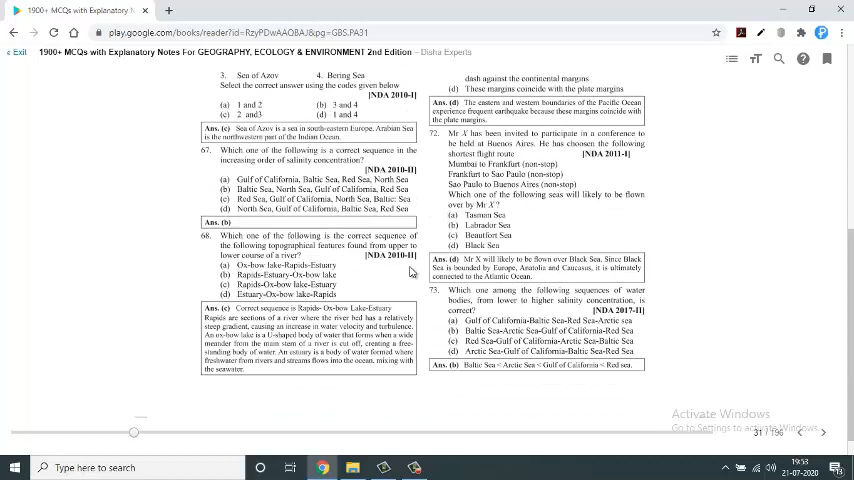 1900+ MCQs with Explanatory N
play.google.com/books/reader?id=RzyPDwAAQBAJ&pg=GBS.PA31
Exit
1900+ MCQs with Explanatory Notes For GEOGRAPHY, ECOLOGY & ENVIRONMENT 2nd Edition - Disha Experts
3. Sea of Azov 4. Bering Sea
Select the correct answer using the codes given below
[NDA 2010-I]
(a) 1 and 2 (b) 3 and 4
(c) 2 and3 (d) 1 and 4
Ans. (c) Sea of Azov is a sea in south-eastern Europe. Arabian Sea
is the northwestern part of the Indian Ocean.
67. Which one of the following is a correct sequence in the
increasing order of salinity concentration?
[NDA 2010-II]
(a) Gulf of California, Baltic Sea, Red Sea, North Sea
(b) Baltic Sea, North Sea, Gulf of California, Red Sea
(c) Red Sea, Gulf of California, North Sea, Baltic: Sea
(d) North Sea, Gulf of California, Baltic Sea, Red Sea
Ans. (b)
68. Which one of the following is the correct sequence of
the following topographical features found from upper to
lower course of a river? [NDA 2010-II]
(a) Ox-bow lake-Rapids-Estuary
(b) Rapids-Estuary-Ox-bow lake
(c) Rapids-Ox-bow lake-Estuary
(d) Estuary-Ox-bow lake-Rapids
Ans. (c) Correct sequence is Rapids- Ox-bow Lake-Estuary
Rapids are sections of a river where the river bed has a relatively
steep gradient, causing an increase in water velocity and turbulence.
An ox-bow lake is a U-shaped body of water that forms when a wide
meander from the main stem of a river is cut off, creating a free-
standing body of water. An estuary is a body of water formed where
freshwater from rivers and streams flows into the ocean, mixing with
the seawater.
dash against the continental margins
(d) These margins coincide with the plate margins
Ans. (d) The eastern and western boundaries of the Pacific Ocean
experience frequent earthquake because these margins coincide with
the plate margins.
72. Mr X has been invited to participate in a conference to
be held at Buenos Aires. He has choosen the following
shortest flight route [NDA 2011-I]
Mumbai to Frankfurt (non-stop)
Frankfurt to Sao Paulo (non-stop)
Sao Paulo to Buenos Aires (non-stop)
Which one of the following seas will likely to be flown
over by Mr X?
(a) Tasman Sea
(b) Labrador Sea
(c) Beaufort Sea
(d) Black Sea
Ans. (d) Mr X will likely to be flown over Black Sea. Since Black
Sea is bounded by Europe, Anatolia and Caucasus, it is ultimately
connected to the Atlantic Ocean.
73. Which one among the following sequences of water
bodies, from lower to higher salinity concentration, is
correct? [NDA 2017-II]
(a) Gulf of California-Baltic Sea-Red Sea-Arctic sea
(b) Baltic Sea-Arctic Sea-Gulf of California-Red Sea
(c) Red Sea-Gulf of California-Arctic Sea-Baltic Sea
(d) Arctic Sea-Gulf of California-Baltic Sea-Red Sea
Ans. (b) Baltic Sea < Arctic Sea < Gulf of California < Red sea.
Activate Windows
Go to Settings to activate Windows.
31 / 196
Type here to search
19:53
21-07-2020